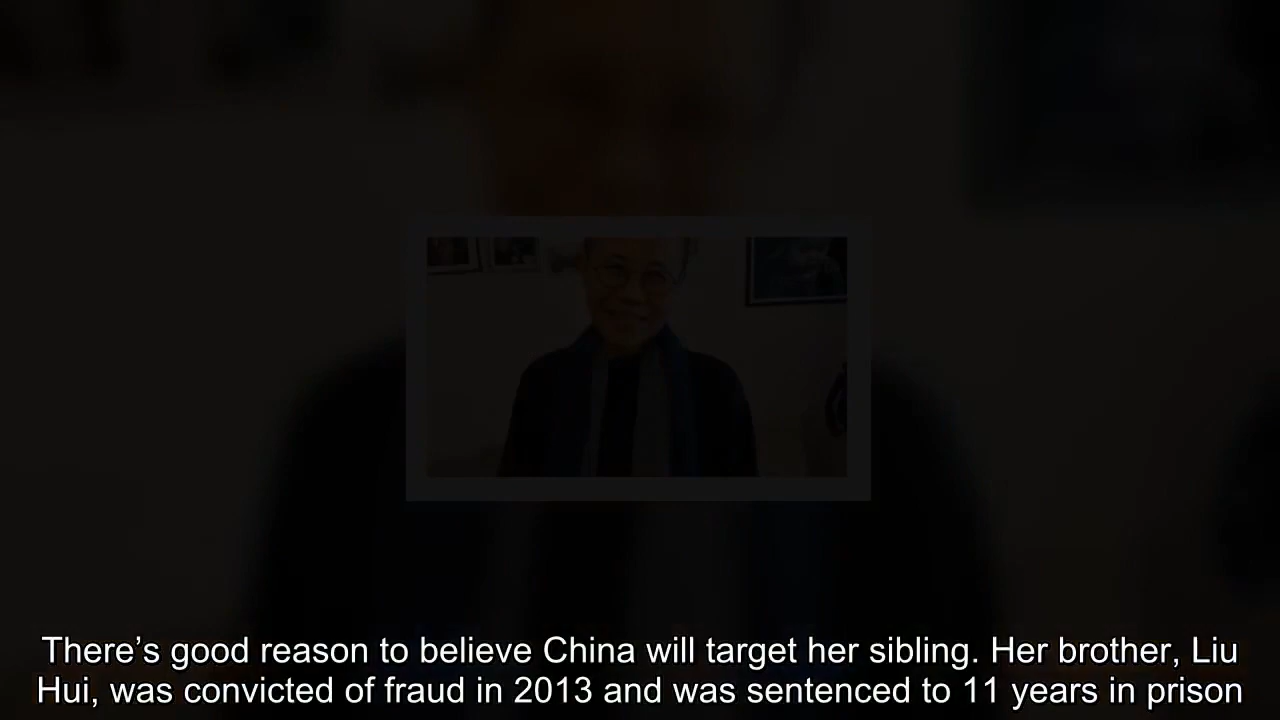 There’s good reason to believe China will target her sibling. Her brother, Liu
Hui, was convicted of fraud in 2013 and was sentenced to 11 years in prison